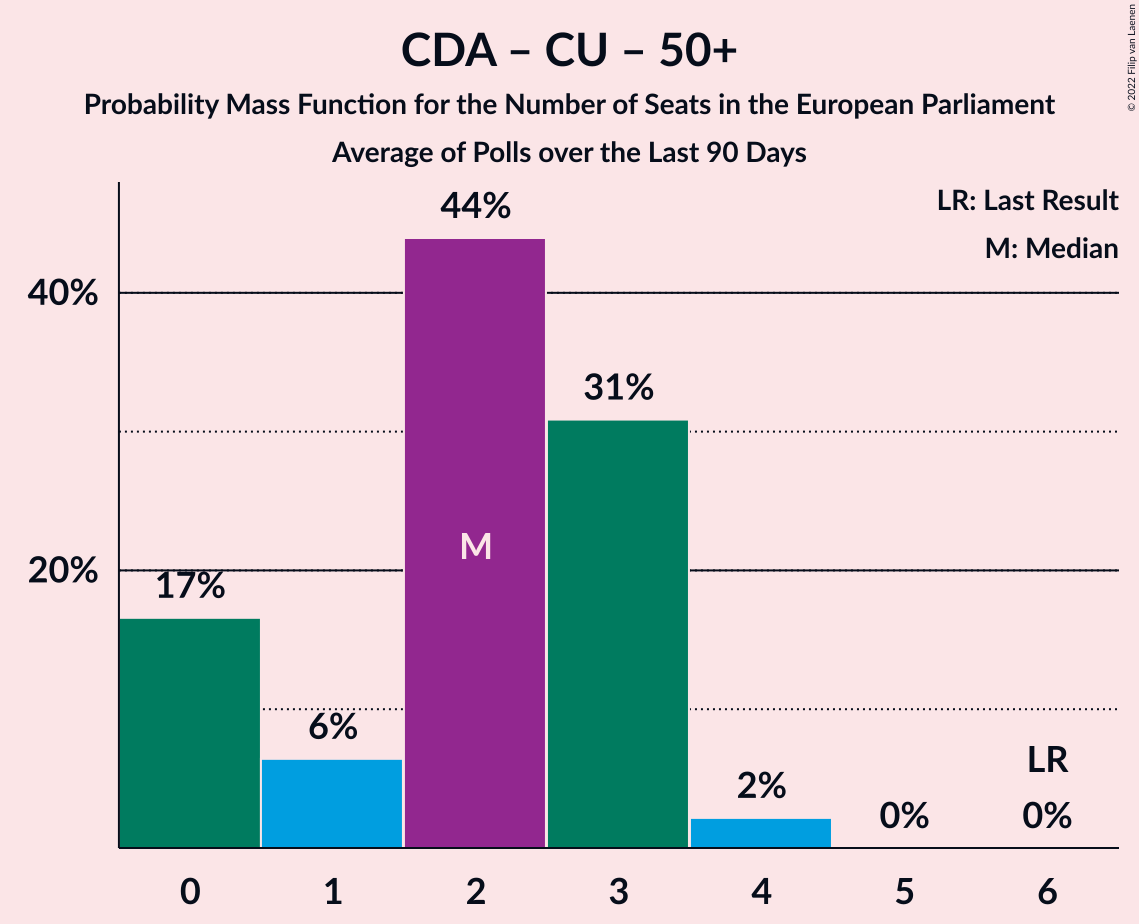 CDA – CU – 50+
Probability Mass Function for the Number of Seats in the European Parliament
Average of Polls over the Last 90 Days
© 2022 Filip van Laenen
LR: Last Result
M: Median
44%
40%
31%
M
20%
17%
6%
LR
2%
0%
0%
0 1 2 3 4 5 6